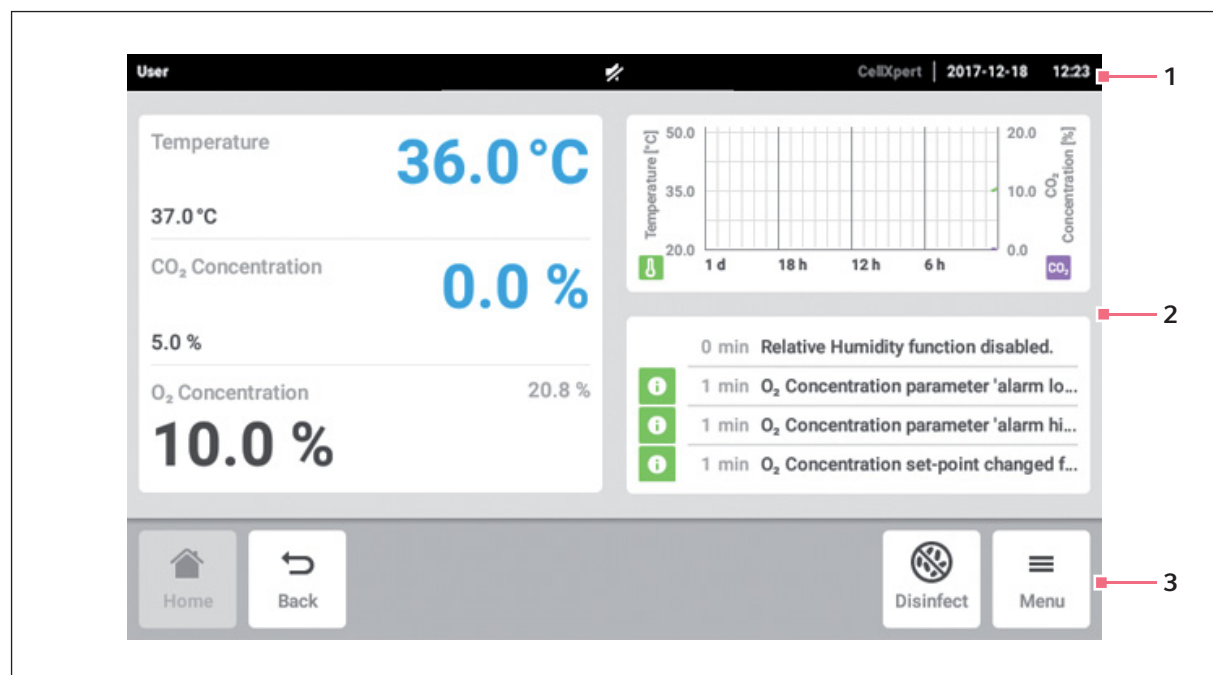 User CellXpert 2017-12-18 12:23
1
Temperature
36.0°C
37.0°C
CO₂ Concentration
0.0 %
5.0 %
O₂ Concentration 20.8 %
10.0 %
Temperature [°C]
50.0
35.0
20.0
1 d 18 h 12 h 6 h
20.0
10.0
0.0
CO₂
Concentration [%]
CO₂
2
0 min Relative Humidity function disabled.
1 min O₂ Concentration parameter 'alarm lo...
1 min O₂ Concentration parameter 'alarm hi...
1 min O₂ Concentration set-point changed f...
Home Back Disinfect Menu
3